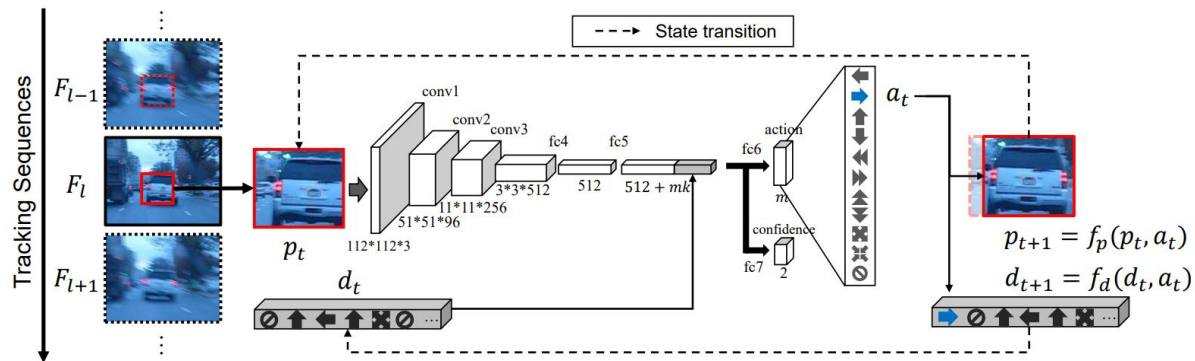 Tracking Sequences
⋮
F_{l-1}
F_l
F_{l+1}
⋮
State transition
p_t
112*112*3
conv1
51*51*96
conv2
11*11*256
conv3
3*3*512
fc4
512
fc5
512 + mk
d_t
...
fc6
action
m
fc7
confidence
2
a_t
p_{t+1} = f_p(p_t, a_t)
d_{t+1} = f_d(d_t, a_t)
...